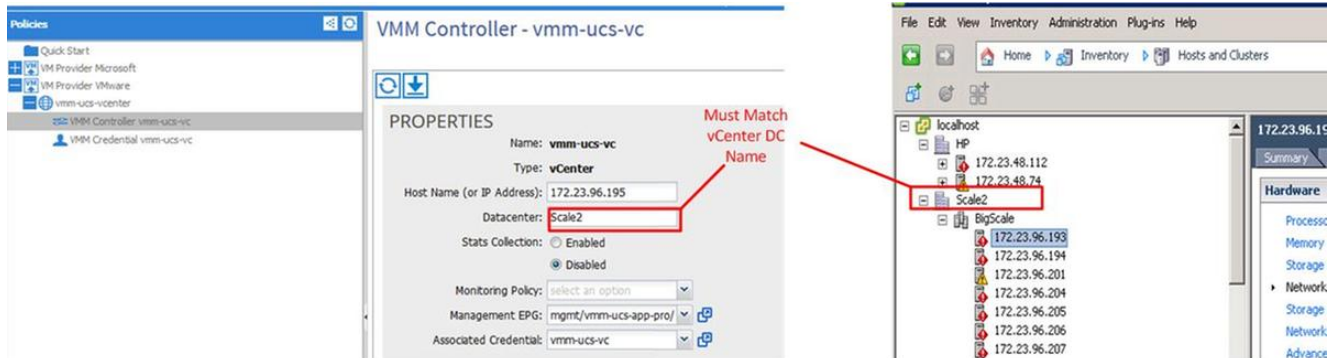 Policies
Quick Start
VM Provider Microsoft
VM Provider VMware
vmm-ucs-vcenter
VMM Controller vmm-ucs-vc
VMM Credential vmm-ucs-vc
VMM Controller - vmm-ucs-vc
PROPERTIES
Name: vmm-ucs-vc
Type: vCenter
Host Name (or IP Address): 172.23.96.195
Datacenter: Scale2
Stats Collection: Enabled
Disabled
Monitoring Policy: select an option
Management EPG: mgmt/vmm-ucs-app-pro/
Associated Credential: vmm-ucs-vc
Must Match
vCenter DC
Name
File Edit View Inventory Administration Plug-ins Help
Home Inventory Hosts and Clusters
localhost
HP
172.23.48.112
172.23.48.74
Scale2
BigScale
172.23.96.193
172.23.96.194
172.23.96.201
172.23.96.204
172.23.96.205
172.23.96.206
172.23.96.207
172.23.96.19
Summary
Hardware
Processo
Memory
Storage
Network
Storage
Network
Advance